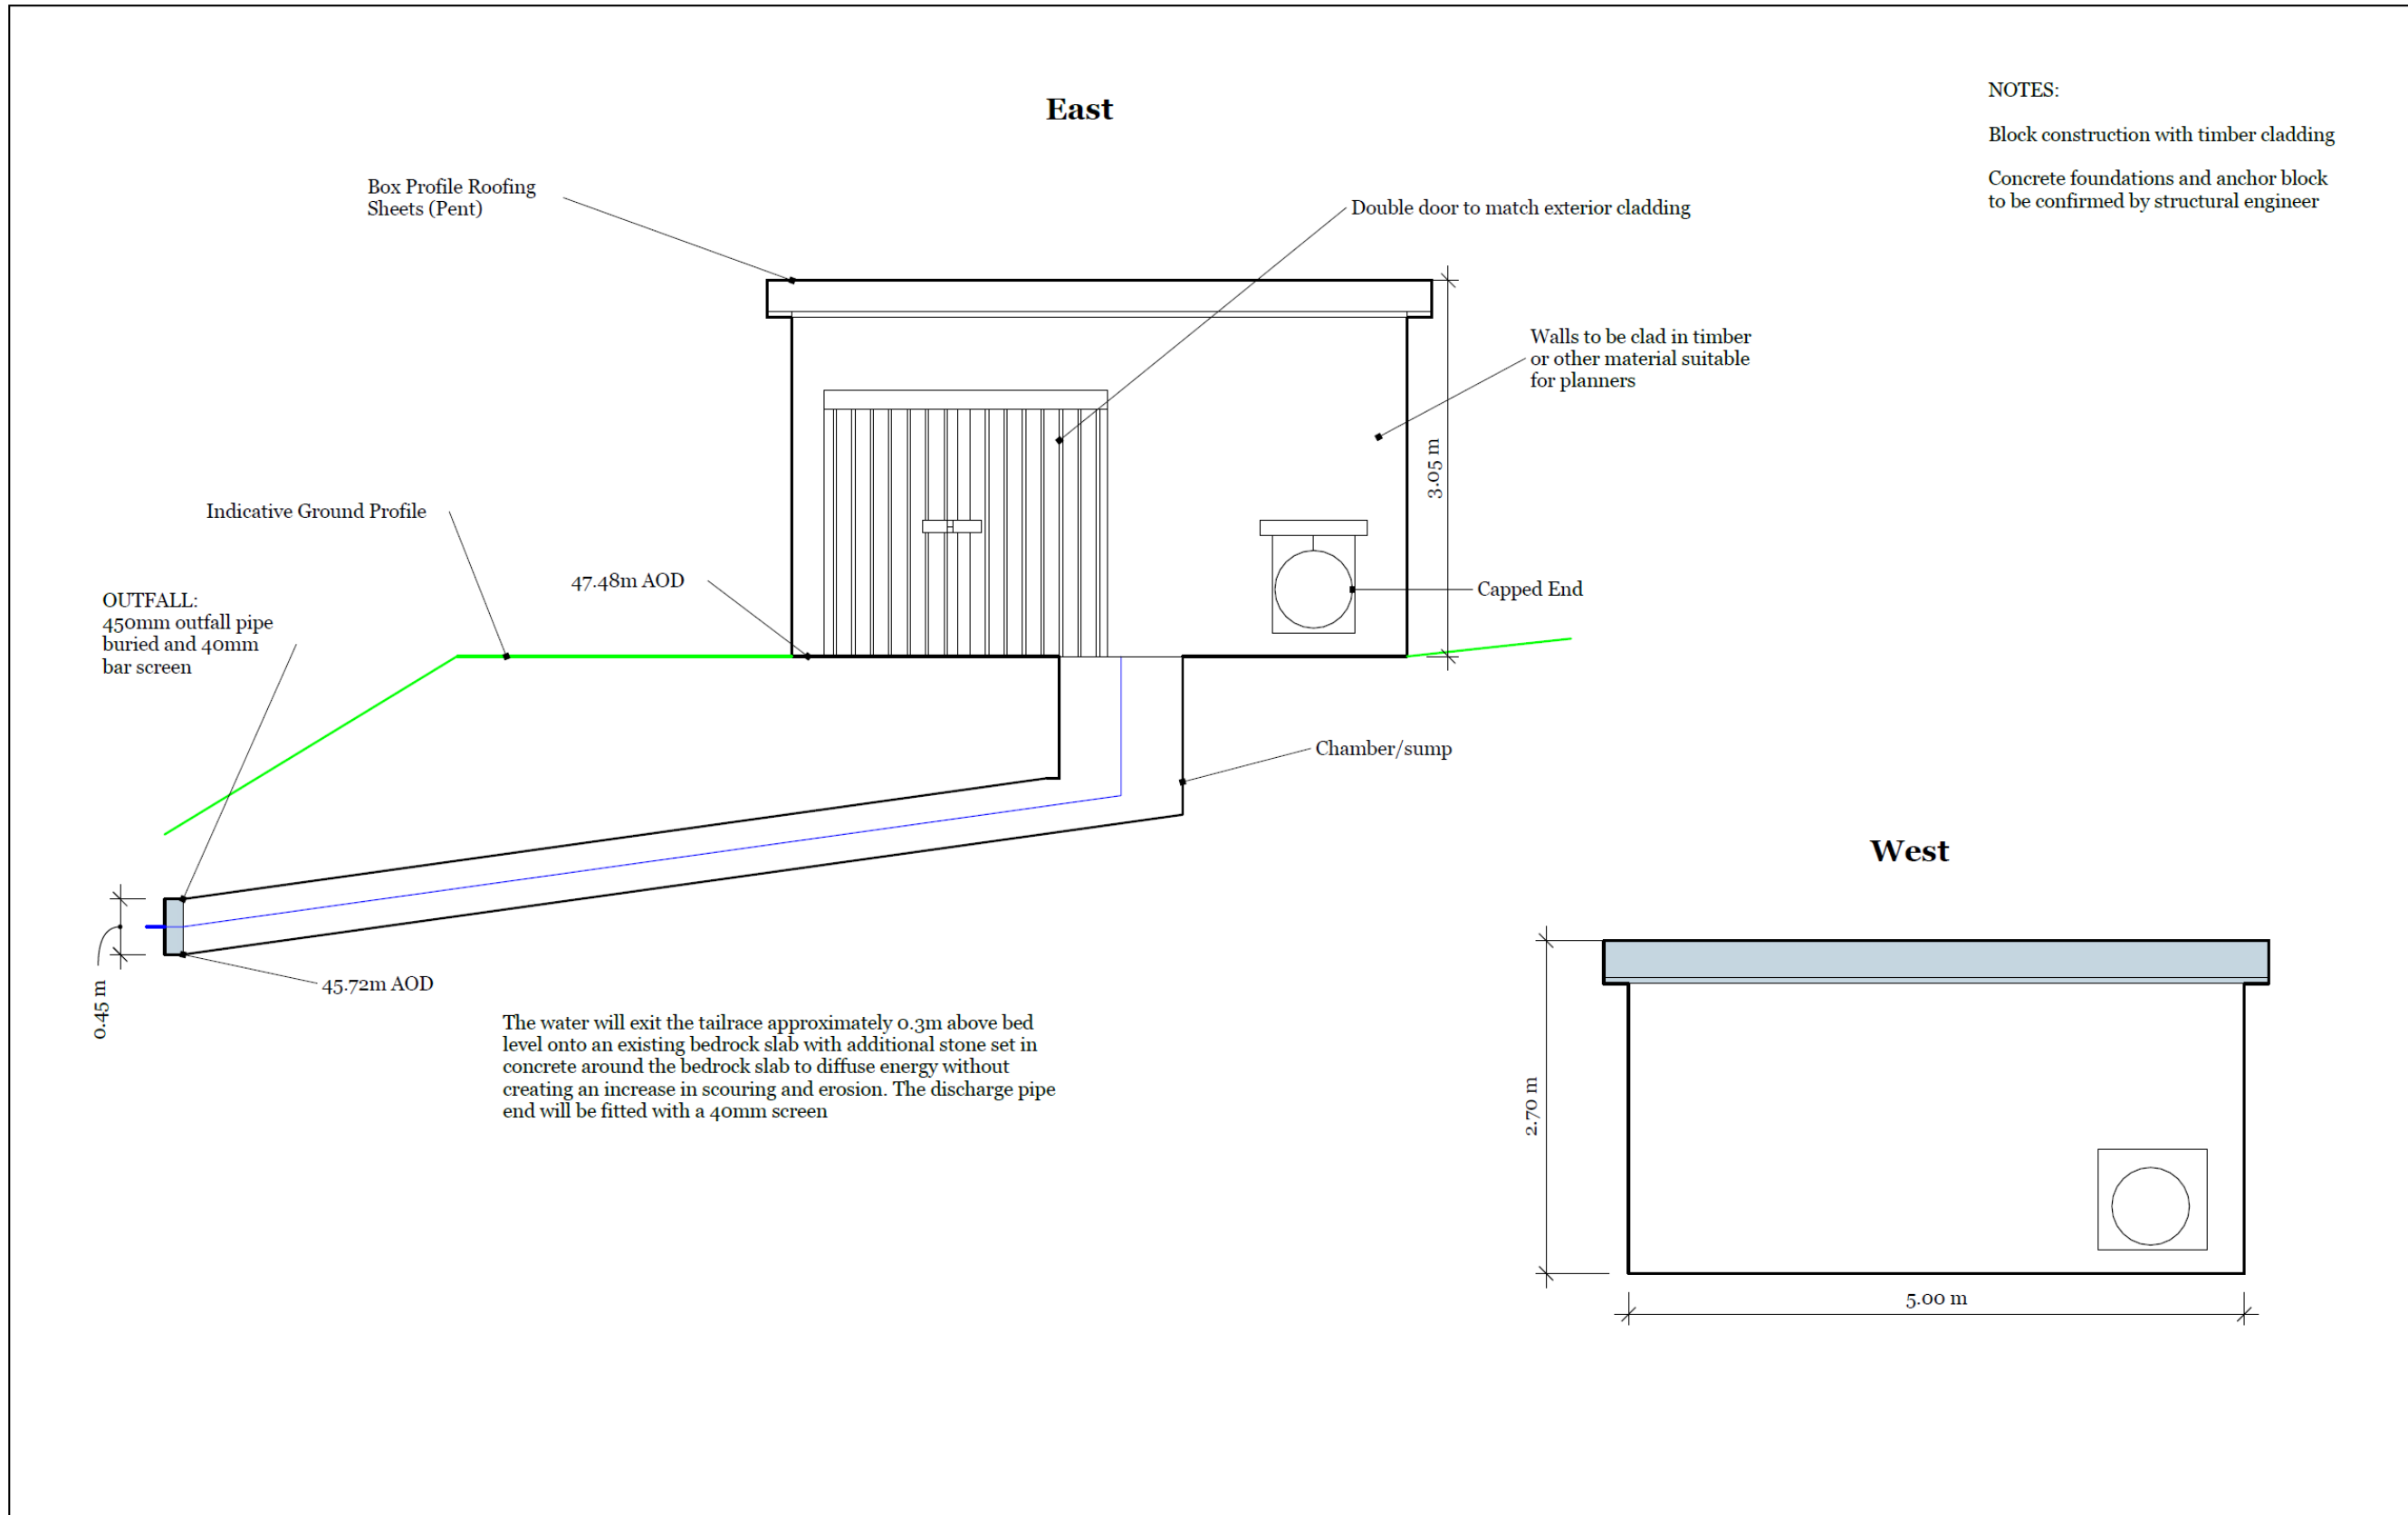 East
NOTES:
Block construction with timber cladding
Concrete foundations and anchor block
to be confirmed by structural engineer
Box Profile Roofing
Sheets (Pent)
Double door to match exterior cladding
Walls to be clad in timber
or other material suitable
for planners
3.05 m
Indicative Ground Profile
47.48m AOD
OUTFALL:
450mm outfall pipe
buried and 40mm
bar screen
Capped End
Chamber/sump
0.45 m
45.72m AOD
The water will exit the tailrace approximately 0.3m above bed
level onto an existing bedrock slab with additional stone set in
concrete around the bedrock slab to diffuse energy without
creating an increase in scouring and erosion. The discharge pipe
end will be fitted with a 40mm screen
West
2.70 m
5.00 m